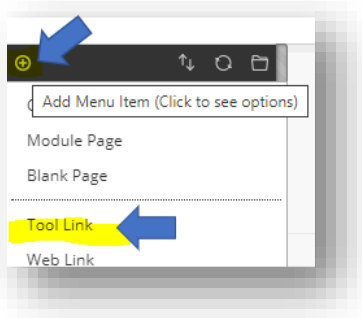 Add Menu Item (Click to see options)
Module Page
Blank Page
Tool Link
Web Link